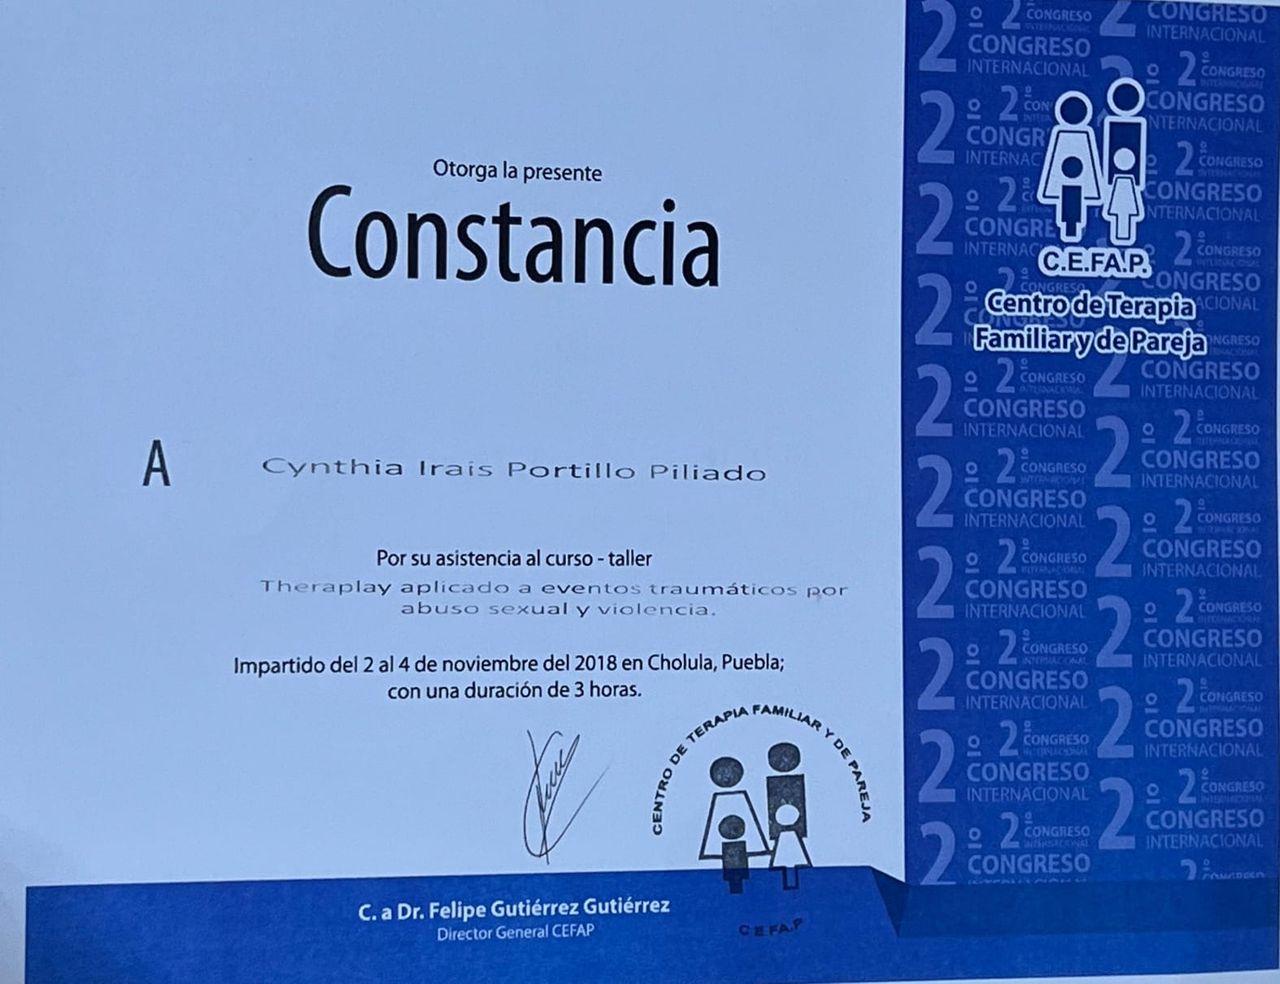 Otorga la presente
Constancia
A Cynthia Irais Portillo Piliado
Por su asistencia al curso - taller
Theraplay aplicado a eventos traumáticos por
abuso sexual y violencia.
Impartido del 2 al 4 de noviembre del 2018 en Cholula, Puebla;
con una duración de 3 horas.
CENTRO DE TERAPIA FAMILIAR Y DE PAREJA
C E FA.P
C. a Dr. Felipe Gutiérrez Gutiérrez
Director General CEFAP
C.E.FA.P.
Centro de Terapia
Familiar y de Pareja
2º CONGRESO
INTERNACIONAL